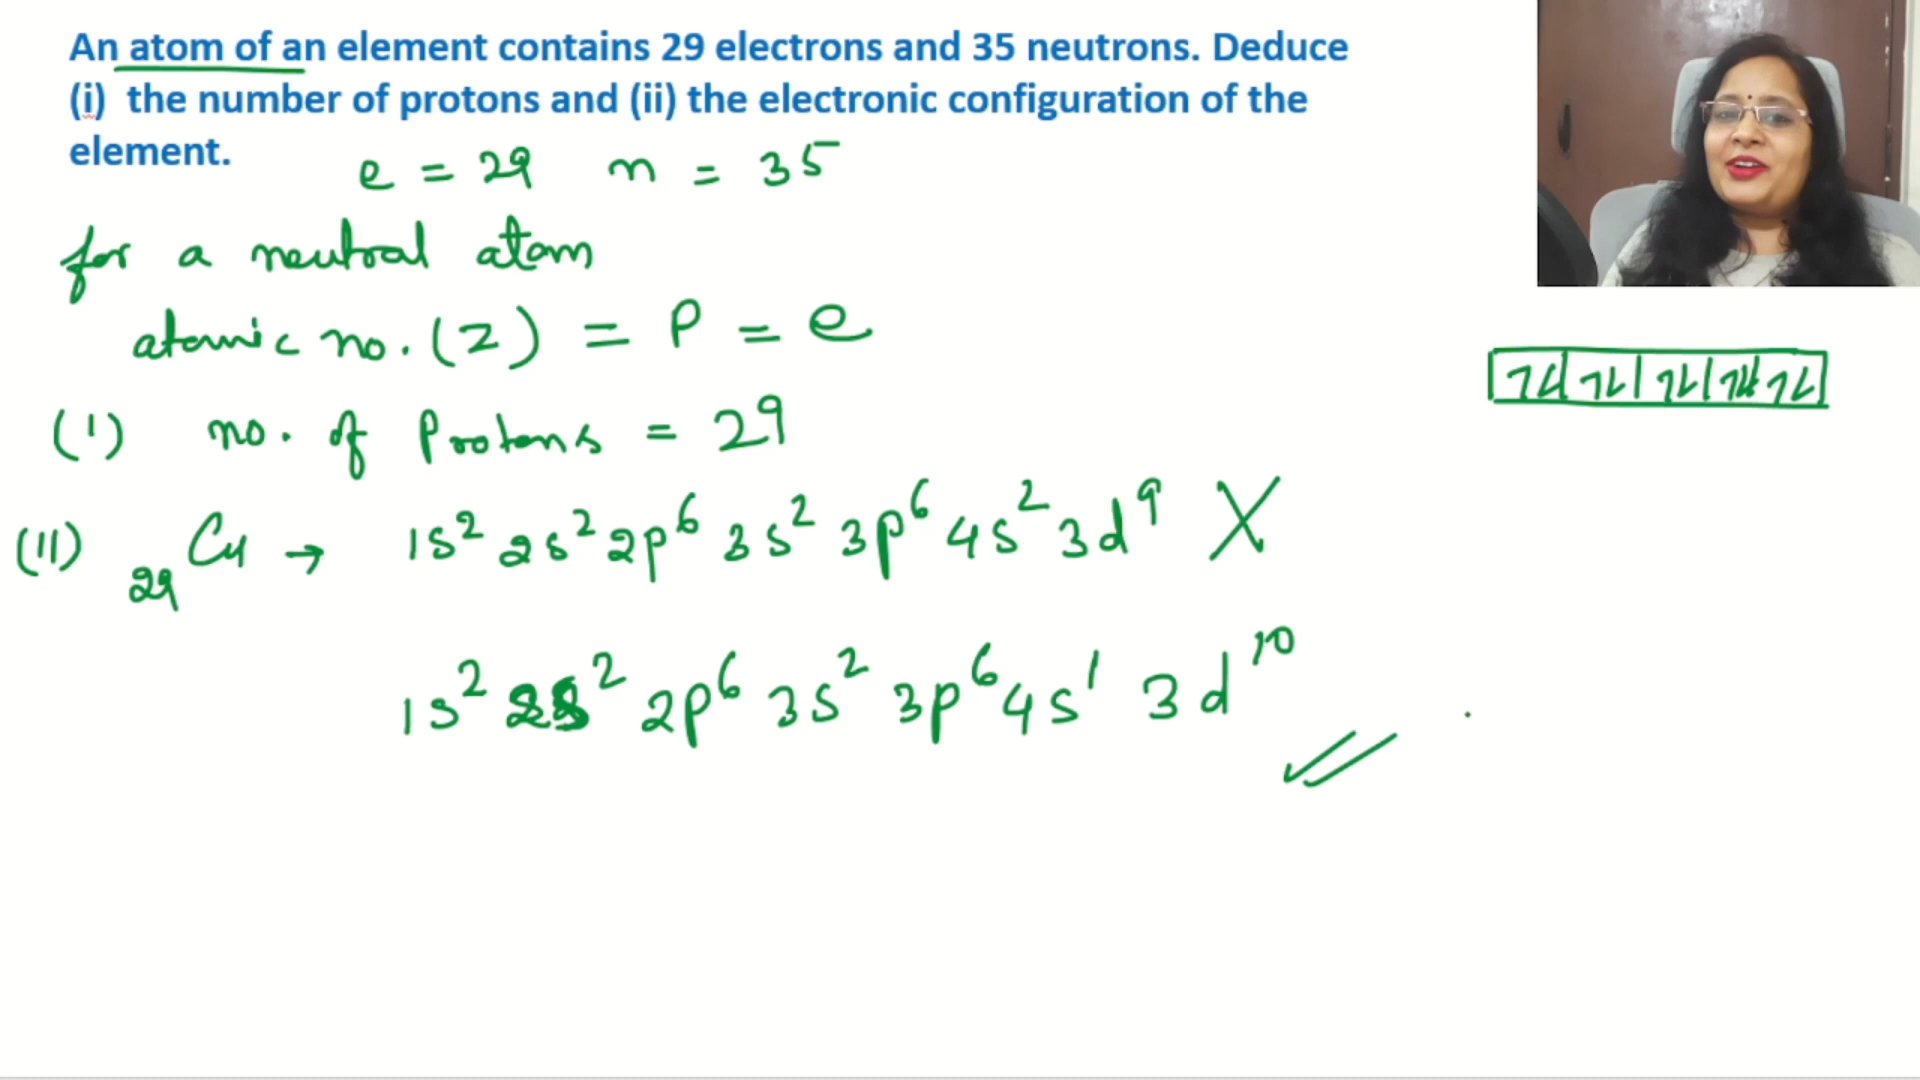 An atom of an element contains 29 electrons and 35 neutrons. Deduce
(i) the number of protons and (ii) the electronic configuration of the
element.
e = 29 n = 35
for a neutral atom
atomic no. (Z) = P = e
(I) no. of Protons = 29
(II) ₂₉Cu → 1s² 2s² 2p⁶ 3s² 3p⁶ 4s² 3d⁹ X
1s² 2s² 2p⁶ 3s² 3p⁶ 4s¹ 3d¹⁰